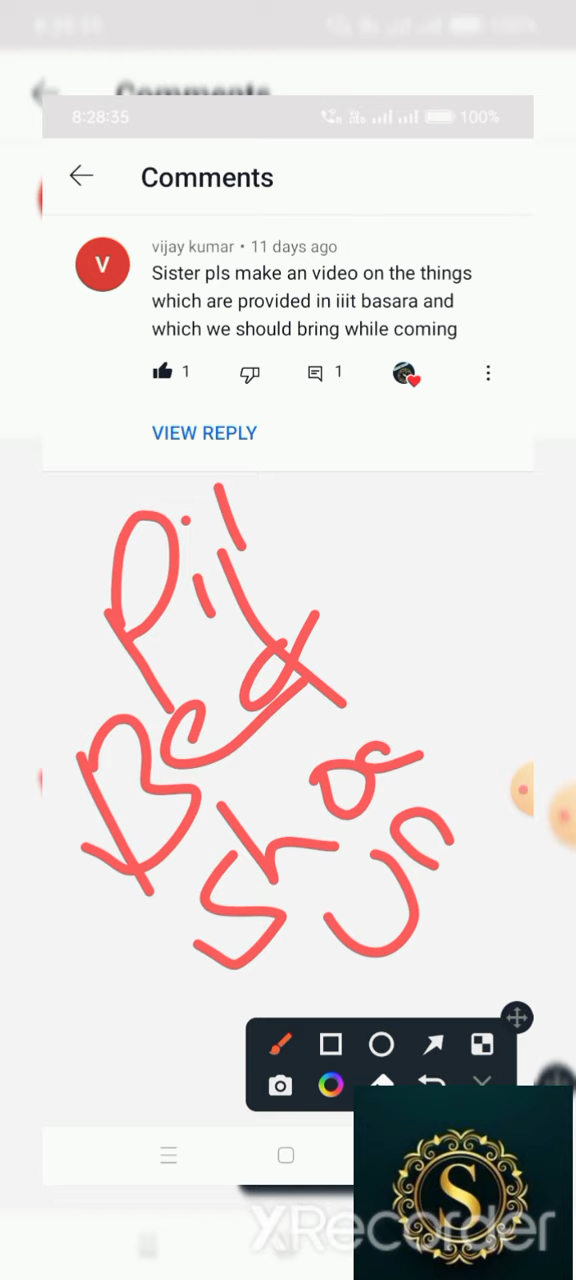 8:28:35
100%
Comments
vijay kumar • 11 days ago
Sister pls make an video on the things
which are provided in iiit basara and
which we should bring while coming
1
1
VIEW REPLY
Pil
Bed
Sho
S
XRecorder